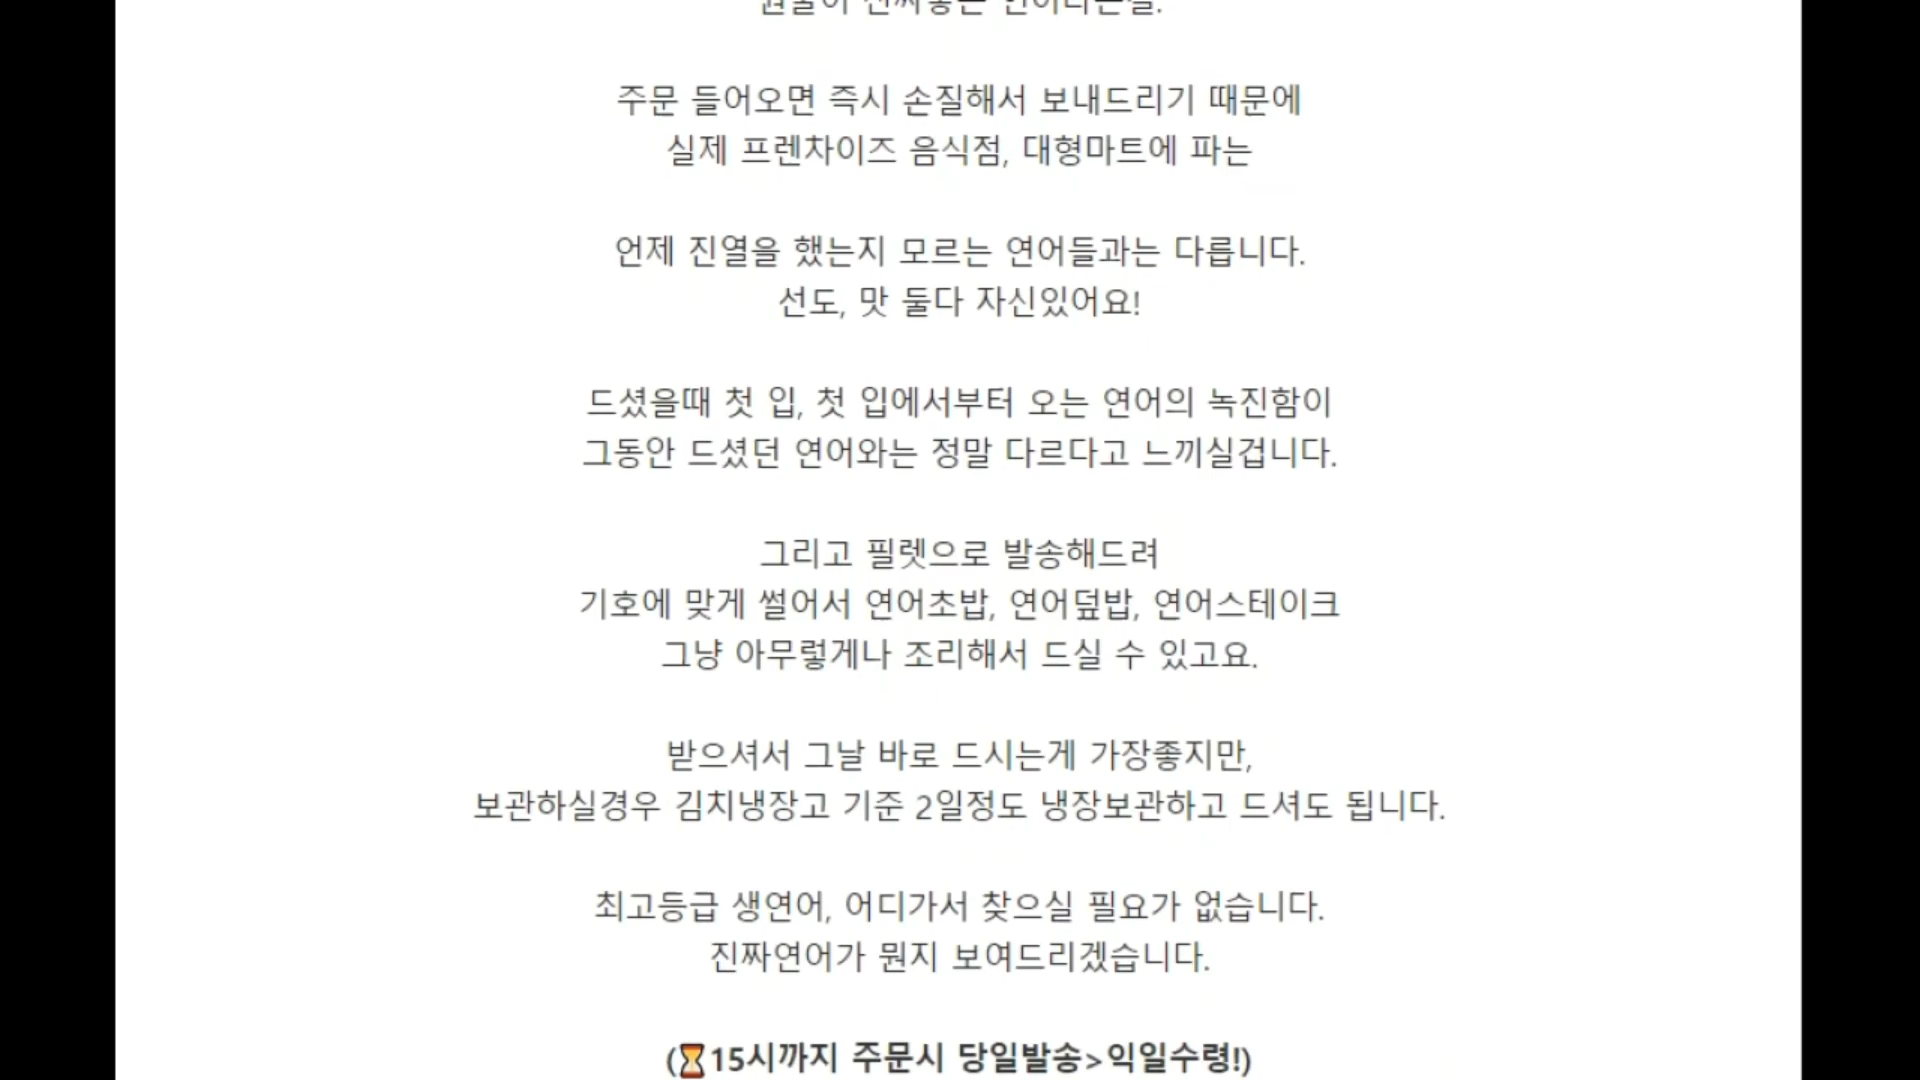 주문 들어오면 즉시 손질해서 보내드리기 때문에
실제 프렌차이즈 음식점, 대형마트에 파는
언제 진열을 했는지 모르는 연어들과는 다릅니다.
선도, 맛 둘다 자신있어요!
드셨을때 첫 입, 첫 입에서부터 오는 연어의 녹진함이
그동안 드셨던 연어와는 정말 다르다고 느끼실겁니다.
그리고 필렛으로 발송해드려
기호에 맞게 썰어서 연어초밥, 연어덮밥, 연어스테이크
그냥 아무렇게나 조리해서 드실 수 있고요.
받으셔서 그날 바로 드시는게 가장좋지만,
보관하실경우 김치냉장고 기준 2일정도 냉장보관하고 드셔도 됩니다.
최고등급 생연어, 어디가서 찾으실 필요가 없습니다.
진짜연어가 뭔지 보여드리겠습니다.
(⏳15시까지 주문시 당일발송>익일수령!)